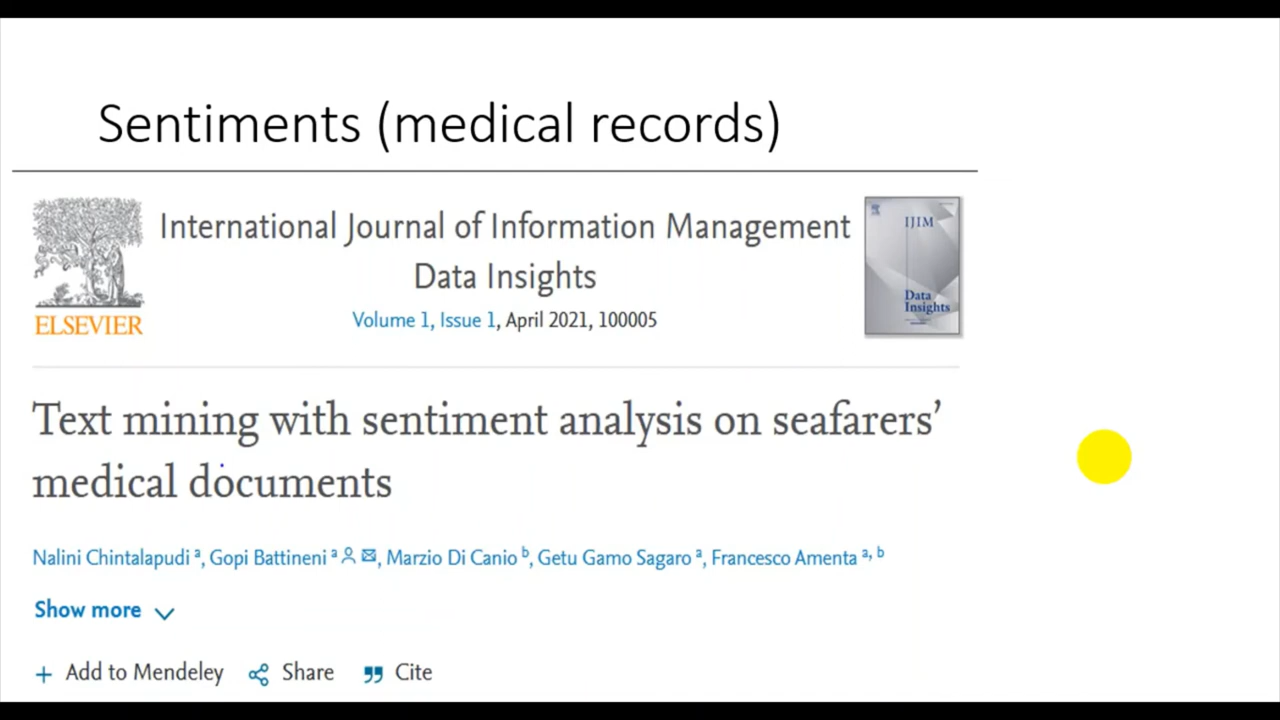 Sentiments (medical records)
International Journal of Information Management
Data Insights
Volume 1, Issue 1, April 2021, 100005
ELSEVIER
IJIM
Data
Insights
Text mining with sentiment analysis on seafarers’
medical documents
Nalini Chintalapudi a, Gopi Battineni a, Marzio Di Canio b, Getu Gamo Sagaro a, Francesco Amenta a, b
Show more
+ Add to Mendeley Share Cite